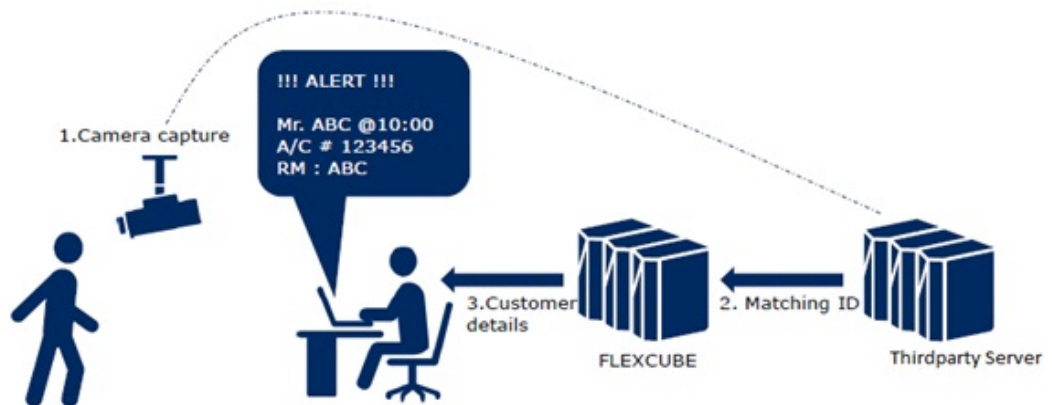 !!! ALERT !!!
Mr. ABC @10:00
A/C # 123456
RM : ABC
1.Camera capture
3.Customer
details
2. Matching ID
FLEXCUBE
Thirdparty Server